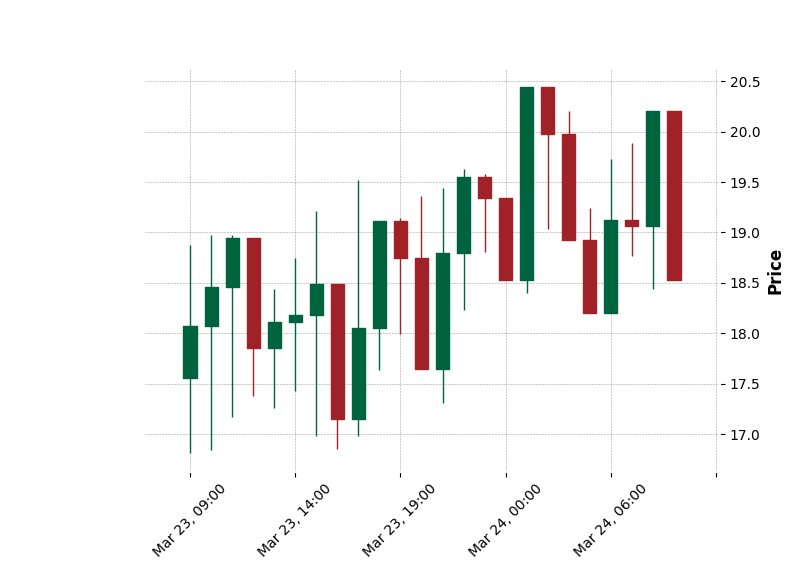 20.5
20.0
19.5
19.0
18.5
18.0
17.5
17.0
Price
Mar 23, 09:00
Mar 23, 14:00
Mar 23, 19:00
Mar 24, 00:00
Mar 24, 06:00